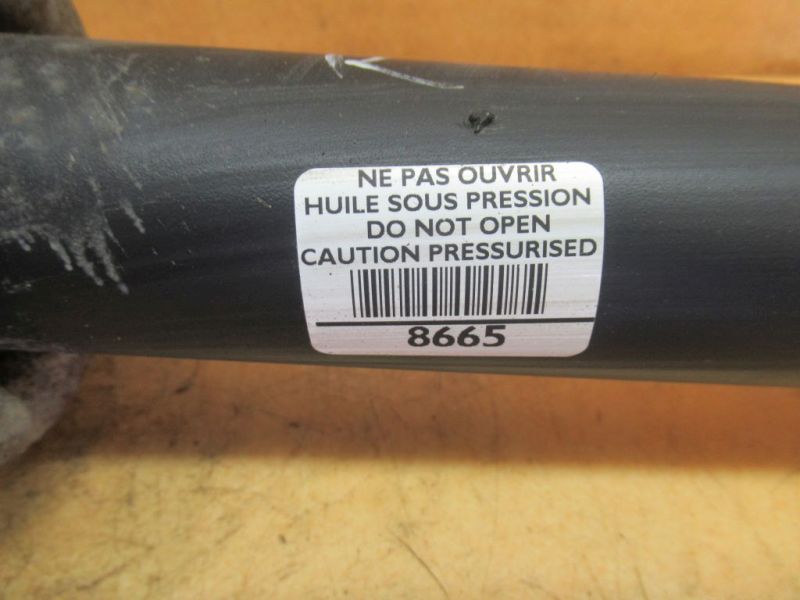 NE PAS OUVRIR
HUILE SOUS PRESSION
DO NOT OPEN
CAUTION PRESSURISED
8665